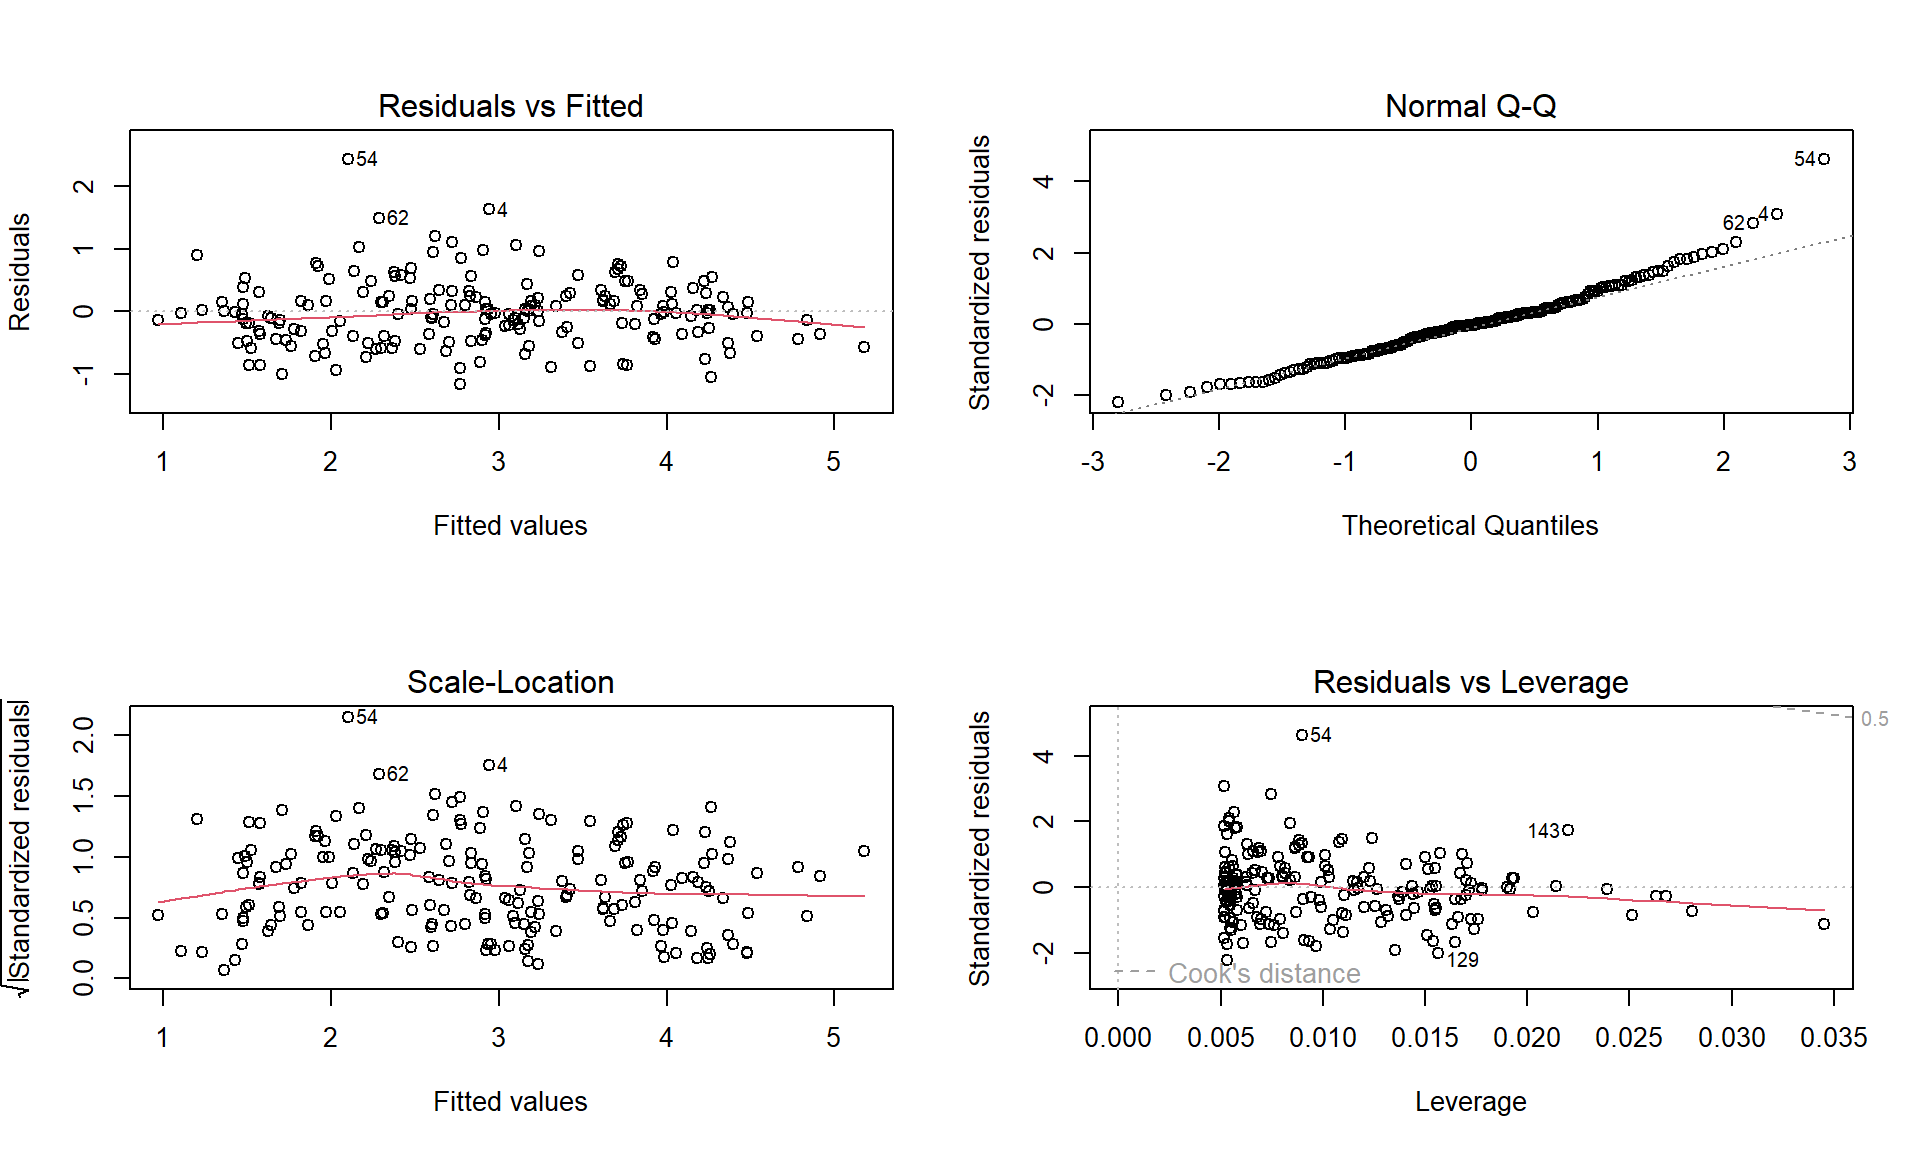 Residuals vs Fitted
Residuals
2
1
0
-1
54
62
4
1 2 3 4 5
Fitted values
Normal Q-Q
Standardized residuals
4
2
0
-2
54
4
62
-3 -2 -1 0 1 2 3
Theoretical Quantiles
Scale-Location
√|Standardized residuals|
2.0
1.5
1.0
0.5
0.0
54
62
4
1 2 3 4 5
Fitted values
Residuals vs Leverage
Standardized residuals
4
2
0
-2
0.5
54
143
129
Cook's distance
0.000 0.005 0.010 0.015 0.020 0.025 0.030 0.035
Leverage